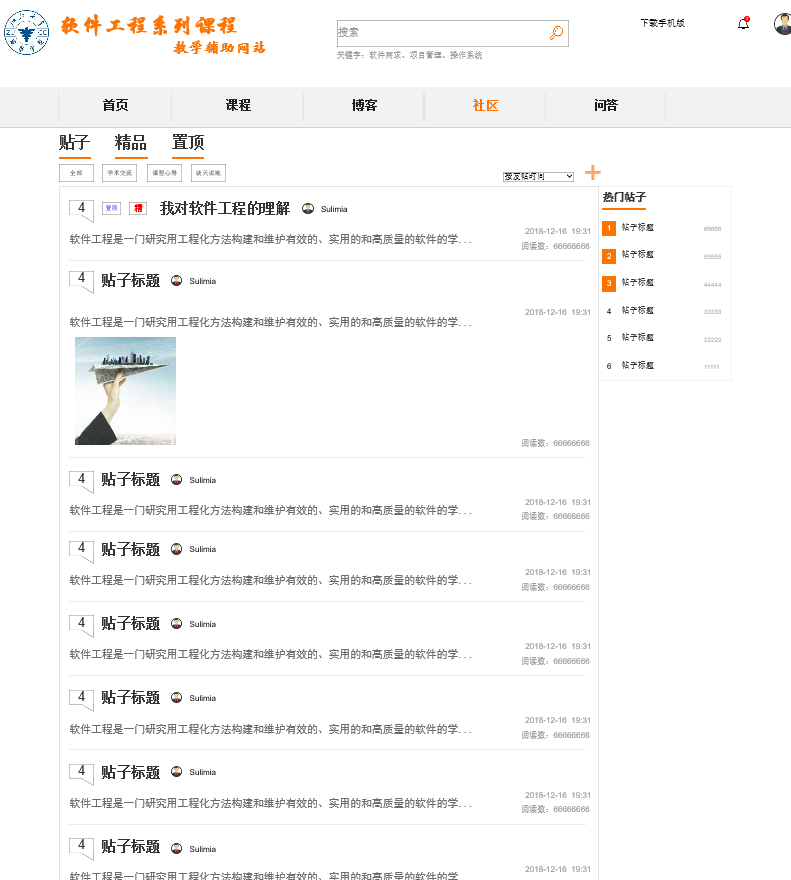 软件工程系列课程
教学辅助网站
搜索
关键字：软件需求、项目管理、操作系统
下载手机版
首页 课程 博客 社区 问答
贴子 精品 置顶
全部 学术交流 课程心得 谈天说地
按发帖时间
4 置顶 精 我对软件工程的理解 Sulimia
2018-12-16 19:31
软件工程是一门研究用工程化方法构建和维护有效的、实用的和高质量的软件的学...
阅读数：66666666
4 贴子标题 Sulimia
2018-12-16 19:31
软件工程是一门研究用工程化方法构建和维护有效的、实用的和高质量的软件的学...
阅读数：66666666
4 贴子标题 Sulimia
2018-12-16 19:31
软件工程是一门研究用工程化方法构建和维护有效的、实用的和高质量的软件的学...
阅读数：66666666
4 贴子标题 Sulimia
2018-12-16 19:31
软件工程是一门研究用工程化方法构建和维护有效的、实用的和高质量的软件的学...
阅读数：66666666
4 贴子标题 Sulimia
2018-12-16 19:31
软件工程是一门研究用工程化方法构建和维护有效的、实用的和高质量的软件的学...
阅读数：66666666
4 贴子标题 Sulimia
2018-12-16 19:31
软件工程是一门研究用工程化方法构建和维护有效的、实用的和高质量的软件的学...
阅读数：66666666
4 贴子标题 Sulimia
2018-12-16 19:31
软件工程是一门研究用工程化方法构建和维护有效的、实用的和高质量的软件的学...
阅读数：66666666
4 贴子标题 Sulimia
2018-12-16 19:31
软件工程是一门研究用工程化方法构建和维护有效的、实用的和高质量的软件的学...
热门帖子
1 帖子标题 66666
2 帖子标题 55555
3 帖子标题 44444
4 帖子标题 33333
5 帖子标题 22222
6 帖子标题 11111